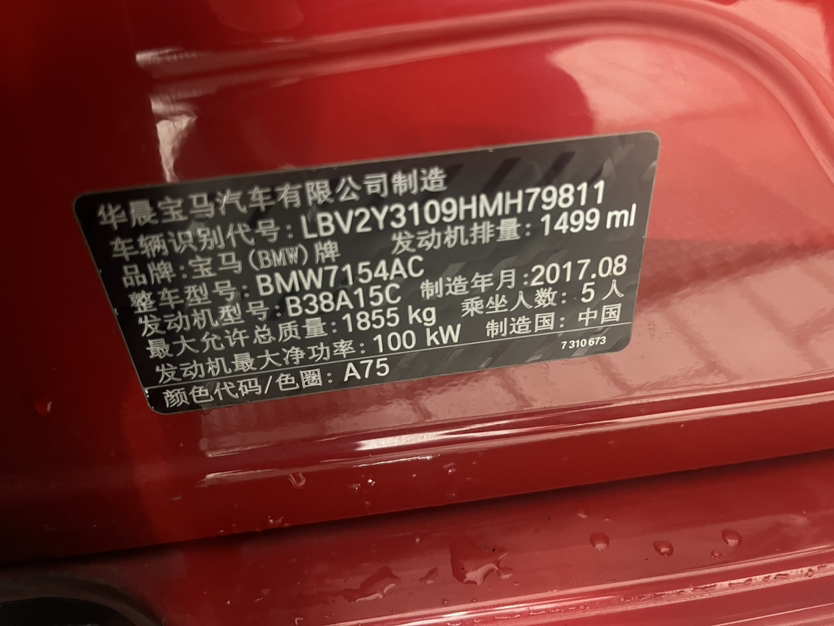 华晨宝马汽车有限公司制造
车辆识别代号：LBV2Y3109HMH79811
品牌：宝马(BMW)牌 发动机排量：1499 ml
整车型号：BMW7154AC
发动机型号：B38A15C 制造年月：2017.08
最大允许总质量：1855 kg 乘坐人数：5 人
发动机最大净功率：100 kW 制造国：中国
颜色代码/色圈：A75
7 310 673